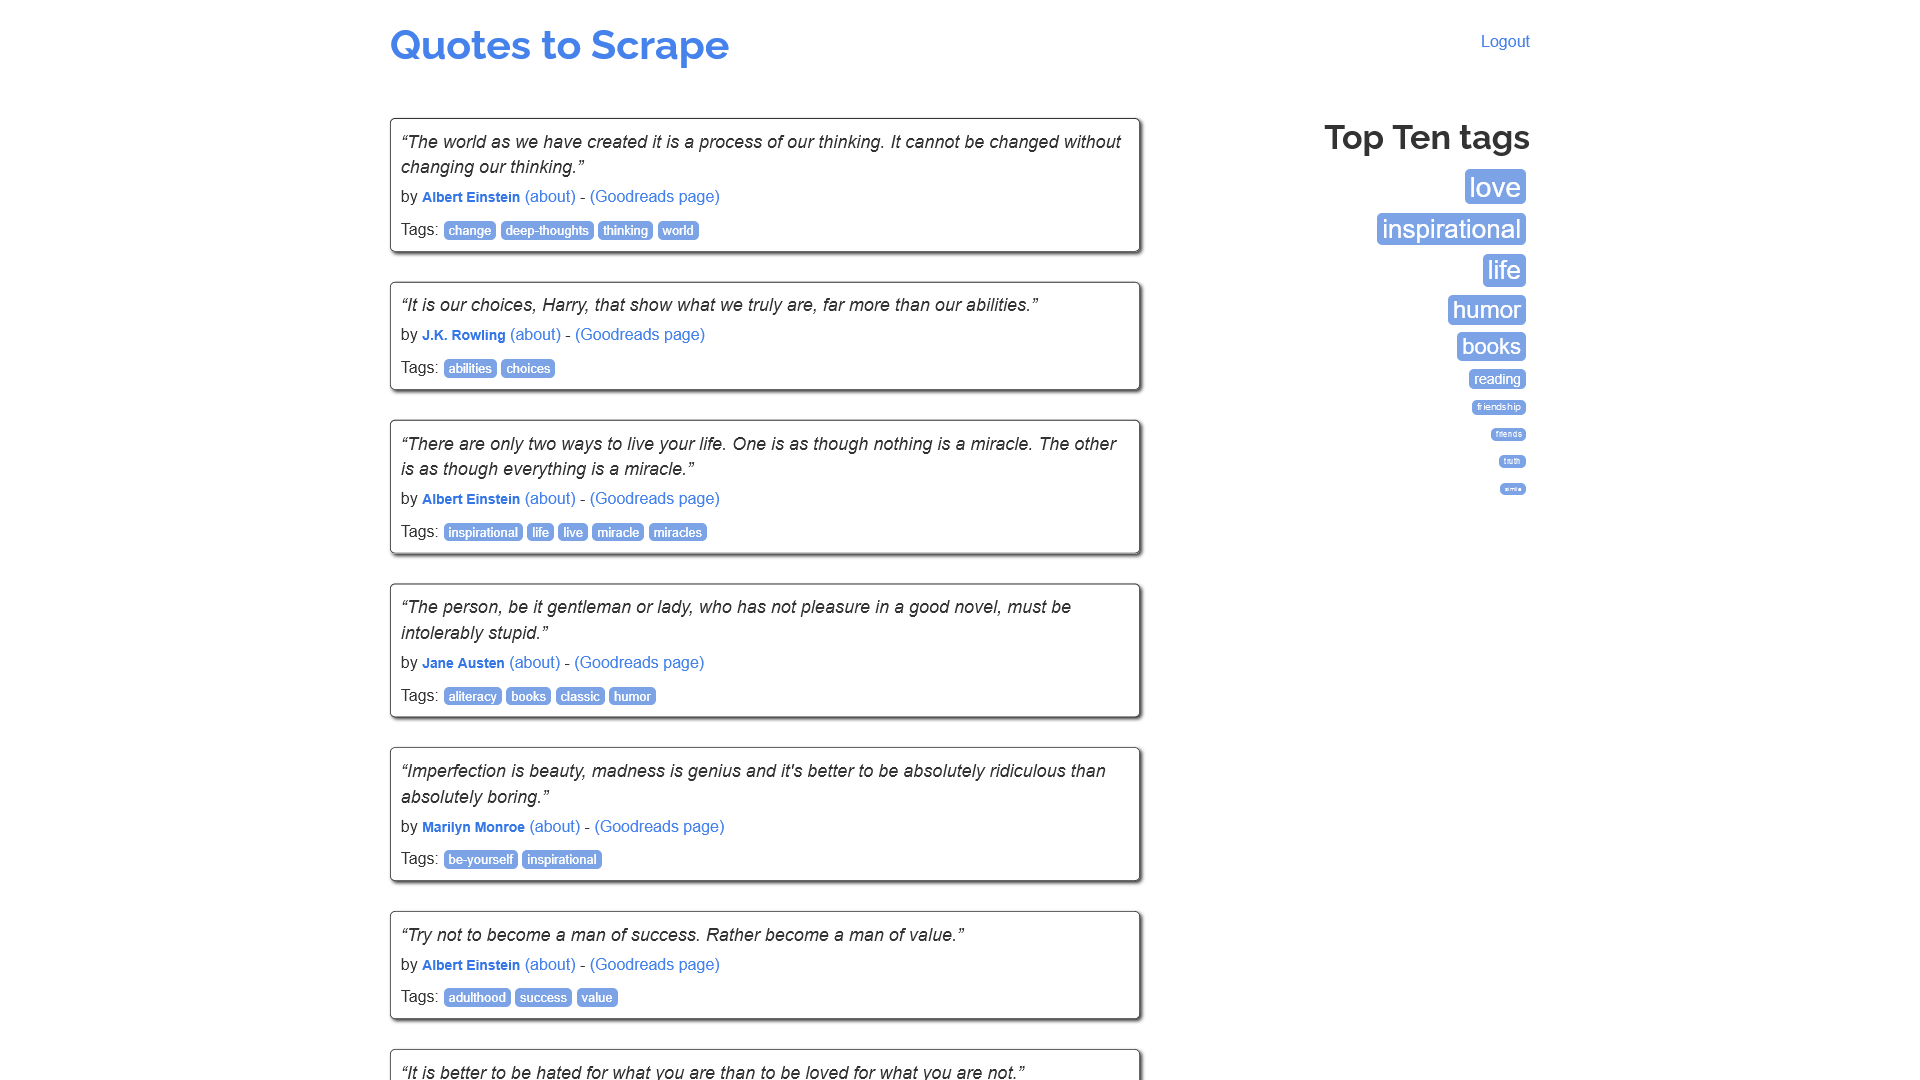 Quotes to Scrape
Logout
“The world as we have created it is a process of our thinking. It cannot be changed without
changing our thinking.”
by Albert Einstein (about) - (Goodreads page)
Tags: change deep-thoughts thinking world
“It is our choices, Harry, that show what we truly are, far more than our abilities.”
by J.K. Rowling (about) - (Goodreads page)
Tags: abilities choices
“There are only two ways to live your life. One is as though nothing is a miracle. The other
is as though everything is a miracle.”
by Albert Einstein (about) - (Goodreads page)
Tags: inspirational life live miracle miracles
“The person, be it gentleman or lady, who has not pleasure in a good novel, must be
intolerably stupid.”
by Jane Austen (about) - (Goodreads page)
Tags: aliteracy books classic humor
“Imperfection is beauty, madness is genius and it's better to be absolutely ridiculous than
absolutely boring.”
by Marilyn Monroe (about) - (Goodreads page)
Tags: be-yourself inspirational
“Try not to become a man of success. Rather become a man of value.”
by Albert Einstein (about) - (Goodreads page)
Tags: adulthood success value
“It is better to be hated for what you are than to be loved for what you are not.”
Top Ten tags
love
inspirational
life
humor
books
reading
friendship
friends
truth
simile